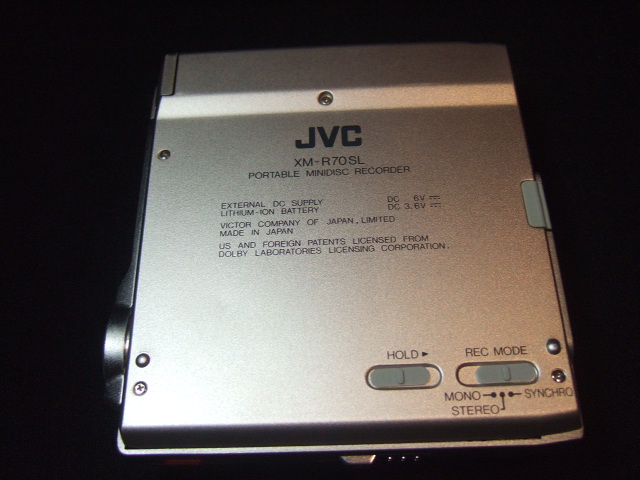 JVC
XM-R70SL
PORTABLE MINIDISC RECORDER
EXTERNAL DC SUPPLY DC 6V
LITHIUM-ION BATTERY DC 3.6V
VICTOR COMPANY OF JAPAN, LIMITED
MADE IN JAPAN
US AND FOREIGN PATENTS LICENSED FROM
DOLBY LABORATORIES LICENSING CORPORATION.
HOLD REC MODE
MONO SYNCHRO
STEREO